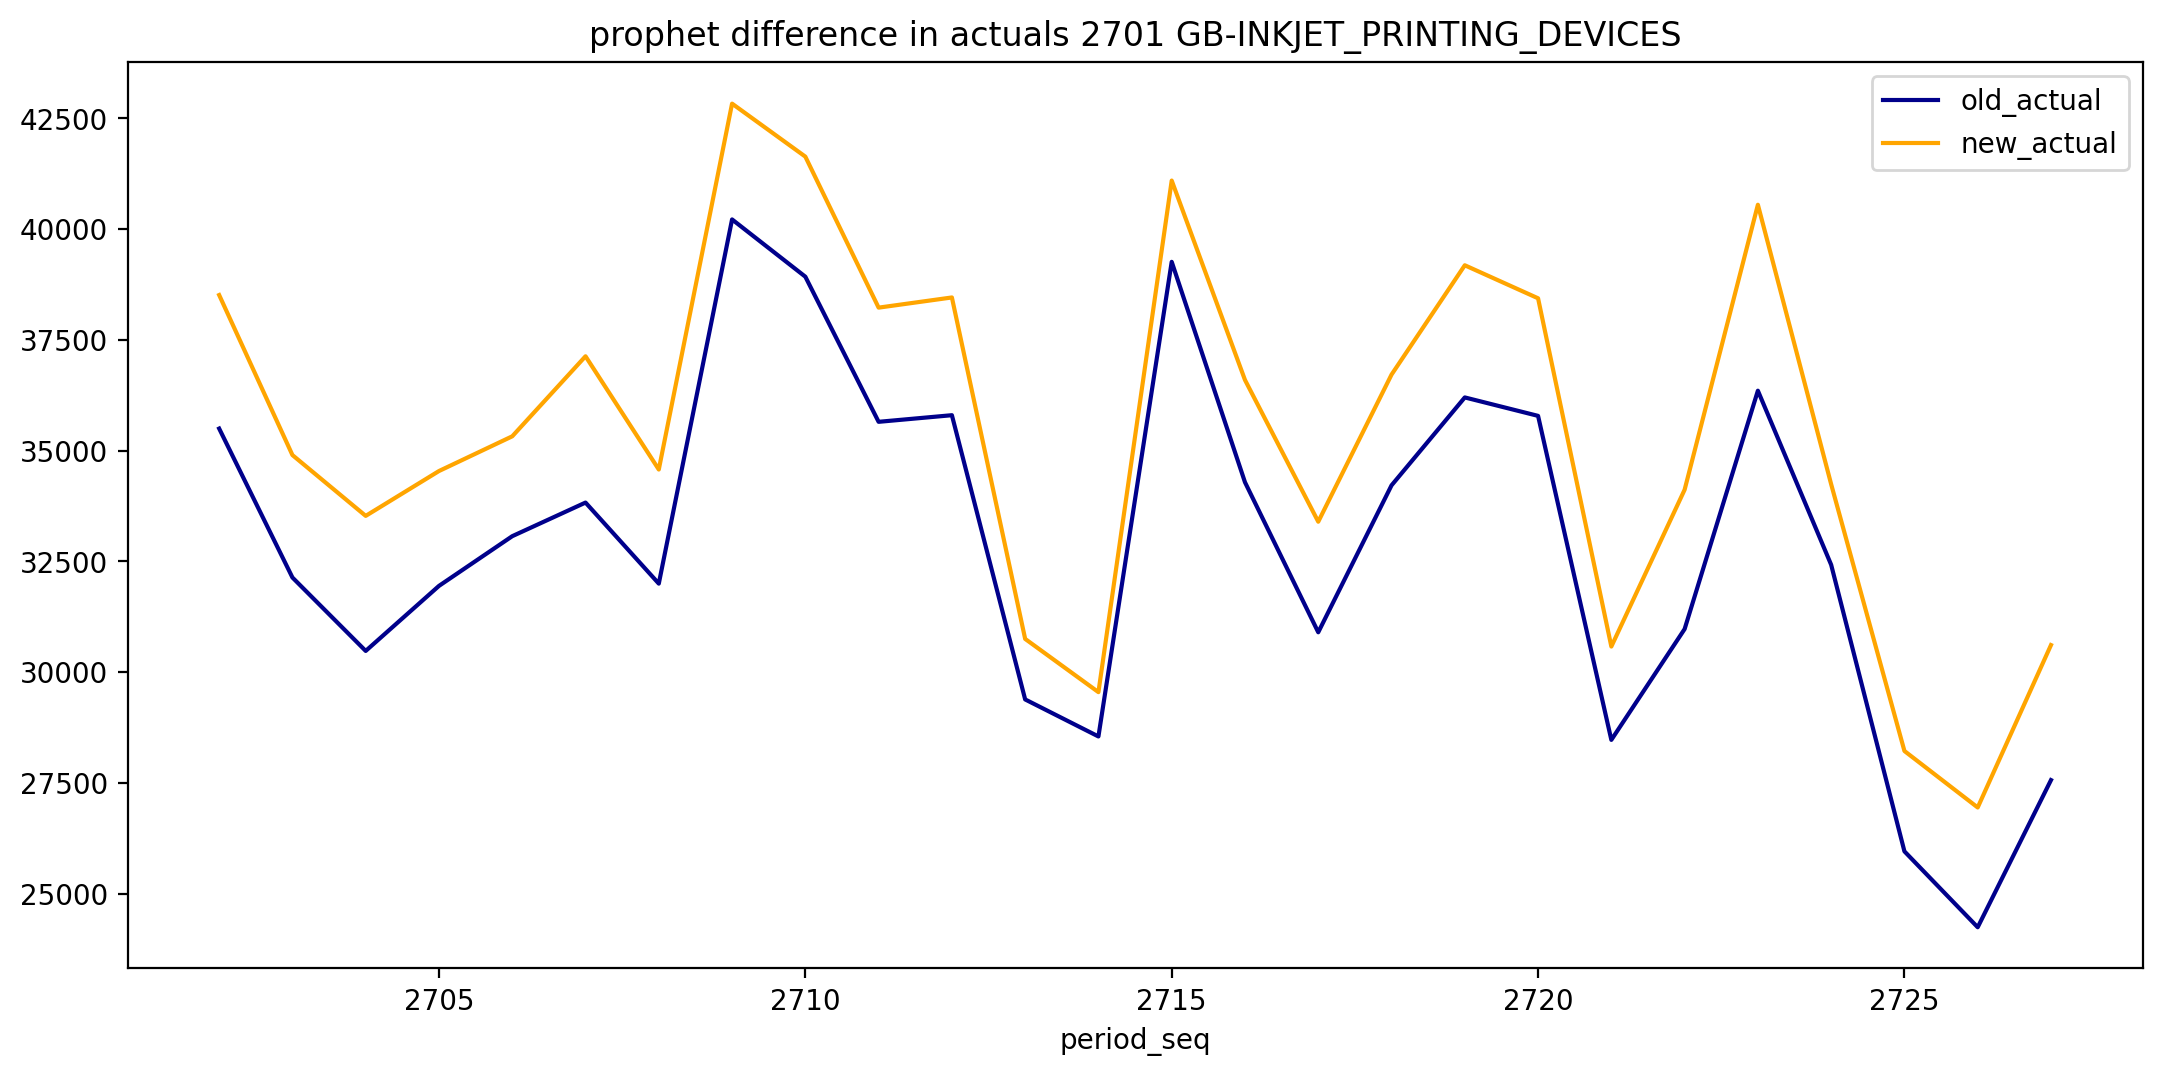 prophet difference in actuals 2701 GB-INKJET_PRINTING_DEVICES
old_actual
new_actual
42500
40000
37500
35000
32500
30000
27500
25000
2705 2710 2715 2720 2725
period_seq